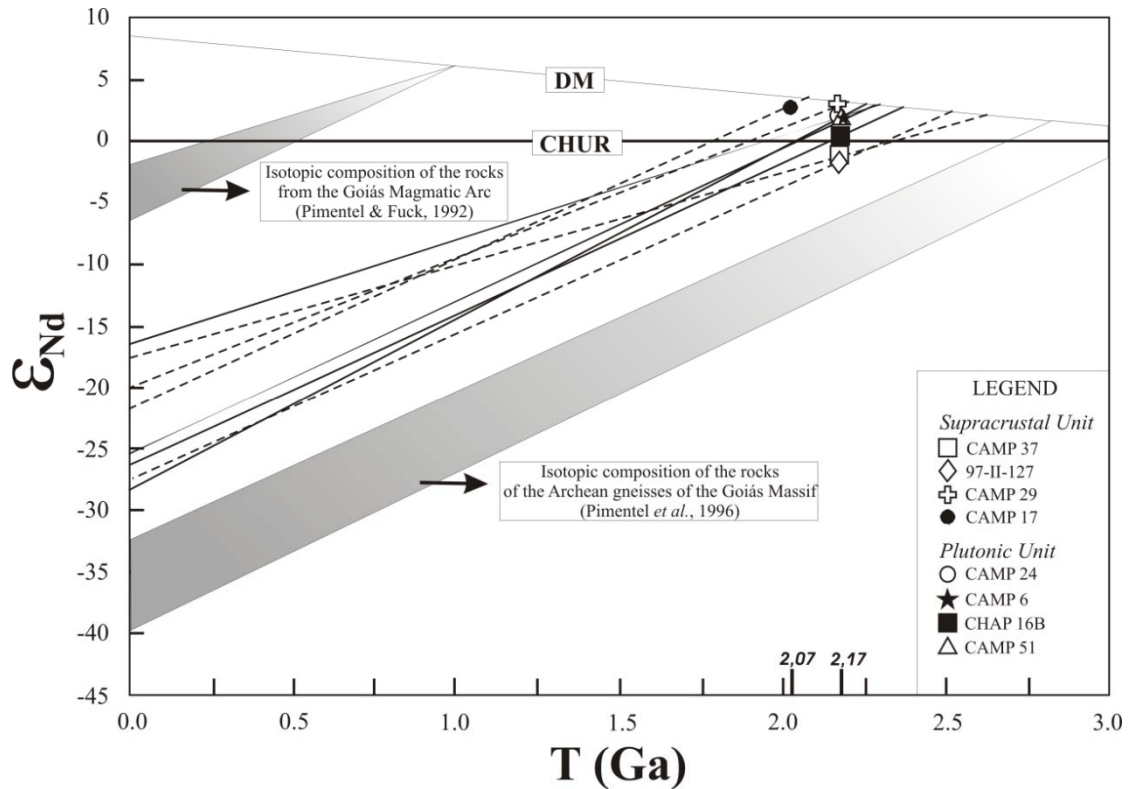 10
5
0
-5
-10
-15
-20
-25
-30
-35
-40
-45
εNd
DM
CHUR
Isotopic composition of the rocks
from the Goiás Magmatic Arc
(Pimentel & Fuck, 1992)
Isotopic composition of the rocks
of the Archean gneisses of the Goiás Massif
(Pimentel et al., 1996)
LEGEND
Supracrustal Unit
CAMP 37
97-II-127
CAMP 29
CAMP 17
Plutonic Unit
CAMP 24
CAMP 6
CHAP 16B
CAMP 51
2,07 2,17
0.0 0.5 1.0 1.5 2.0 2.5 3.0
T (Ga)